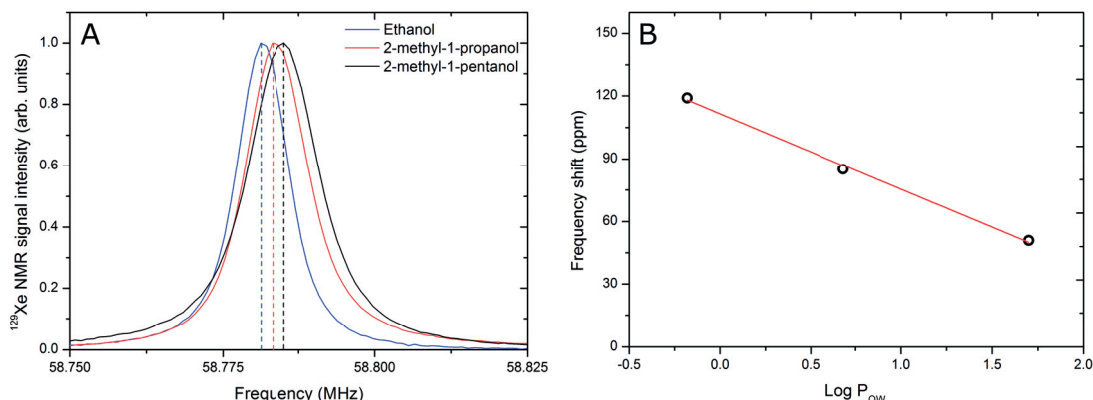 A
Ethanol
2-methyl-1-propanol
2-methyl-1-pentanol
1.0
0.8
0.6
0.4
0.2
0.0
¹²⁹Xe NMR signal intensity (arb. units)
58.750
58.775
58.800
58.825
Frequency (MHz)
B
150
120
90
60
30
0
Frequency shift (ppm)
-0.5
0.0
0.5
1.0
1.5
2.0
Log P_OW